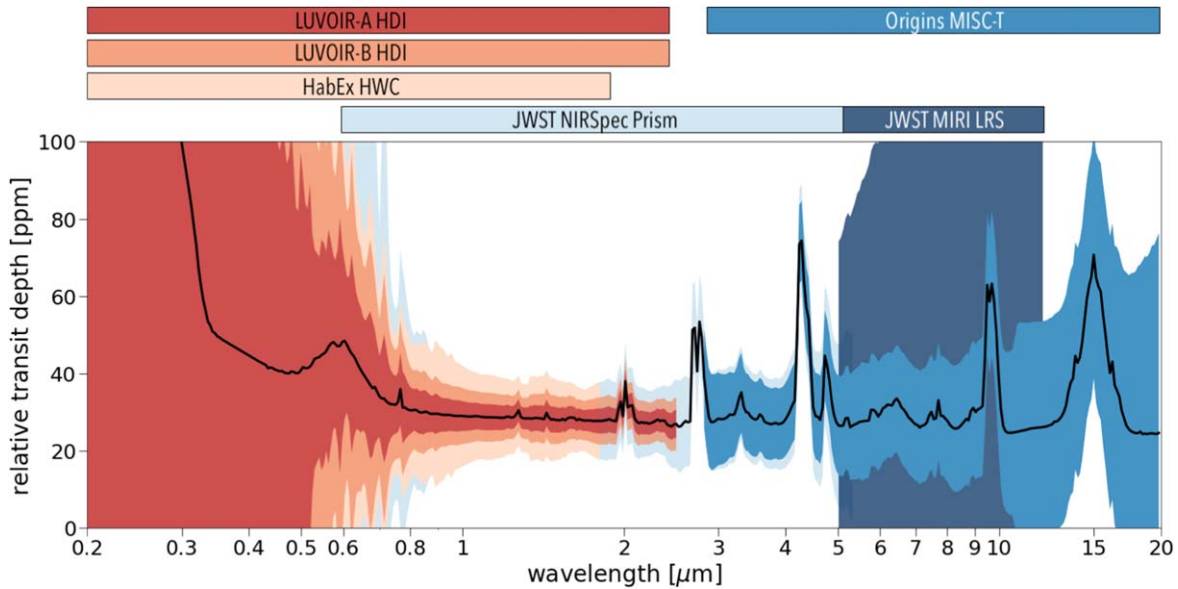 LUVOIR-A HDI
Origins MISC-T
LUVOIR-B HDI
HabEx HWC
JWST NIRSpec Prism
JWST MIRI LRS
relative transit depth [ppm]
100
80
60
40
20
0
0.2 0.3 0.4 0.5 0.6 0.8 1 2 3 4 5 6 7 8 9 10 15 20
wavelength [μm]